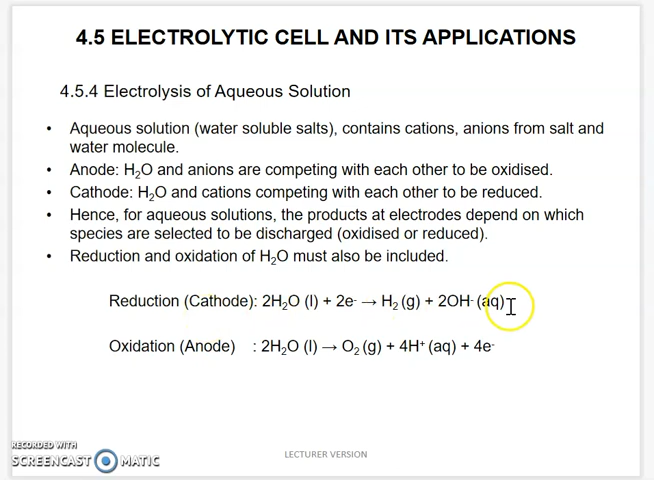 4.5 ELECTROLYTIC CELL AND ITS APPLICATIONS
4.5.4 Electrolysis of Aqueous Solution
• Aqueous solution (water soluble salts), contains cations, anions from salt and
water molecule.
• Anode: H₂O and anions are competing with each other to be oxidised.
• Cathode: H₂O and cations competing with each other to be reduced.
• Hence, for aqueous solutions, the products at electrodes depend on which
species are selected to be discharged (oxidised or reduced).
• Reduction and oxidation of H₂O must also be included.
Reduction (Cathode): 2H₂O (l) + 2e⁻ → H₂ (g) + 2OH⁻ (aq)
Oxidation (Anode) : 2H₂O (l) → O₂ (g) + 4H⁺ (aq) + 4e⁻
RECORDED WITH
SCREENCAST MATIC
LECTURER VERSION